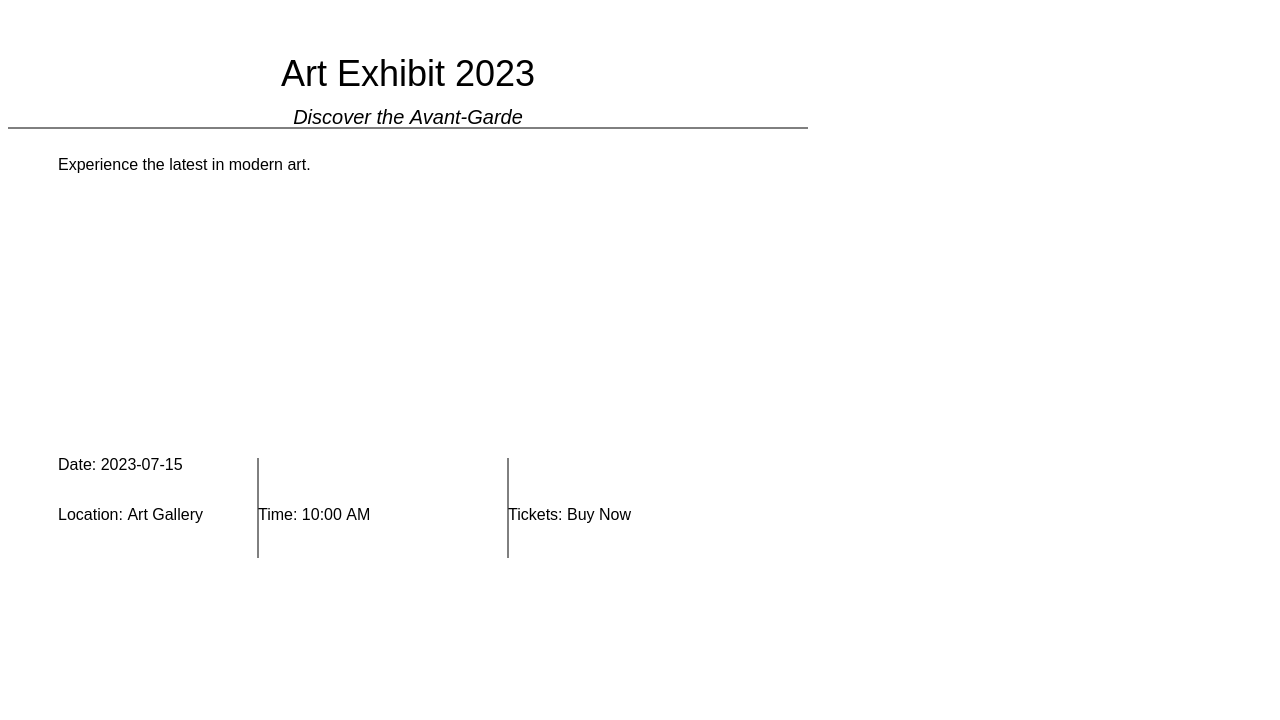 Art Exhibit 2023
Discover the Avant-Garde
Experience the latest in modern art.
Date: 2023-07-15
Location: Art Gallery
Time: 10:00 AM
Tickets: Buy Now